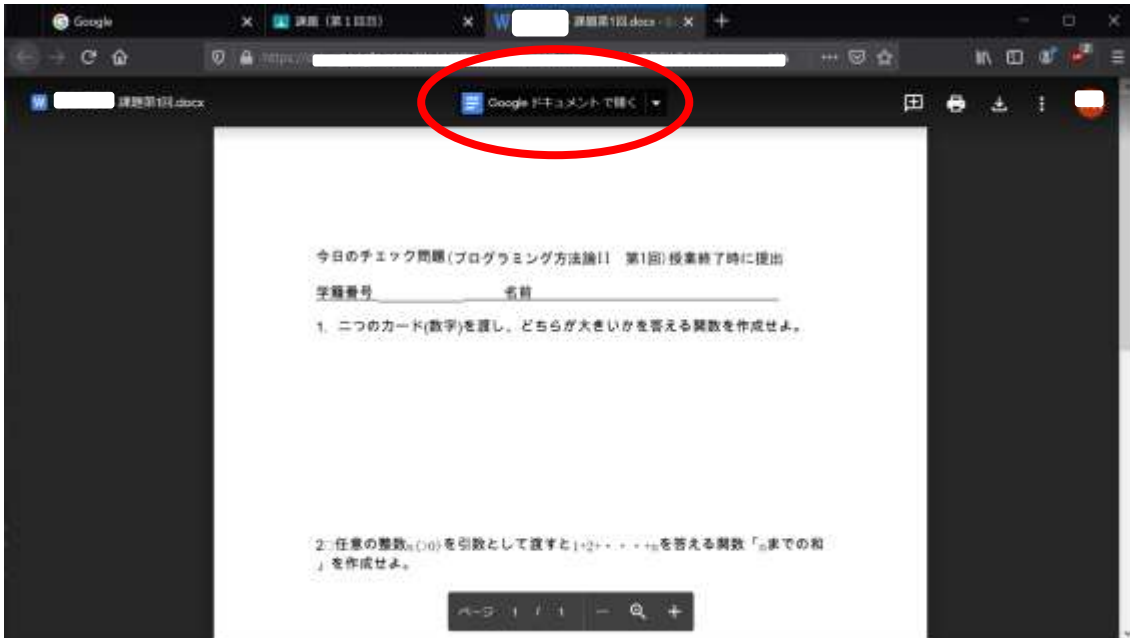 Google
課題 (第1回目)
課題第1回.docx
https://
課題第1回.docx
Google ドキュメント で開く
今日のチェック問題(プログラミング方法論II 第1回)授業終了時に提出
学籍番号 名前
1. 二つのカード(数字)を渡し、どちらが大きいかを答える関数を作成せよ。
2 任意の整数n(>0)を引数として渡すと1+2+・・・+nを答える関数「nまでの和
」を作成せよ。
ページ 1 / 1